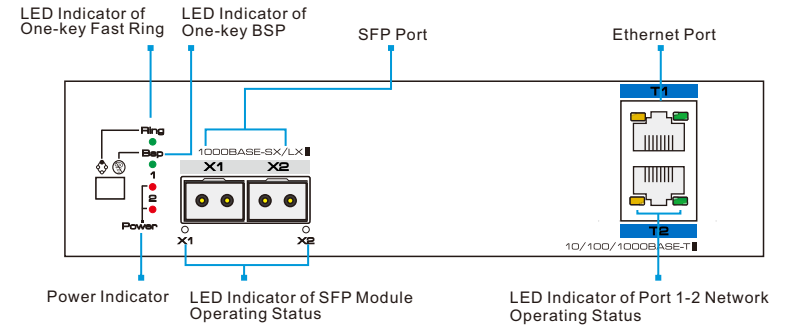 LED Indicator of
One-key Fast Ring
LED Indicator of
One-key BSP
SFP Port
Ethernet Port
T1
Ring
1000BASE-SX/LX
Bsp
X1 X2
1
2
Power
X1 X2
T2
10/100/1000BASE-T
Power Indicator
LED Indicator of SFP Module
Operating Status
LED Indicator of Port 1-2 Network
Operating Status